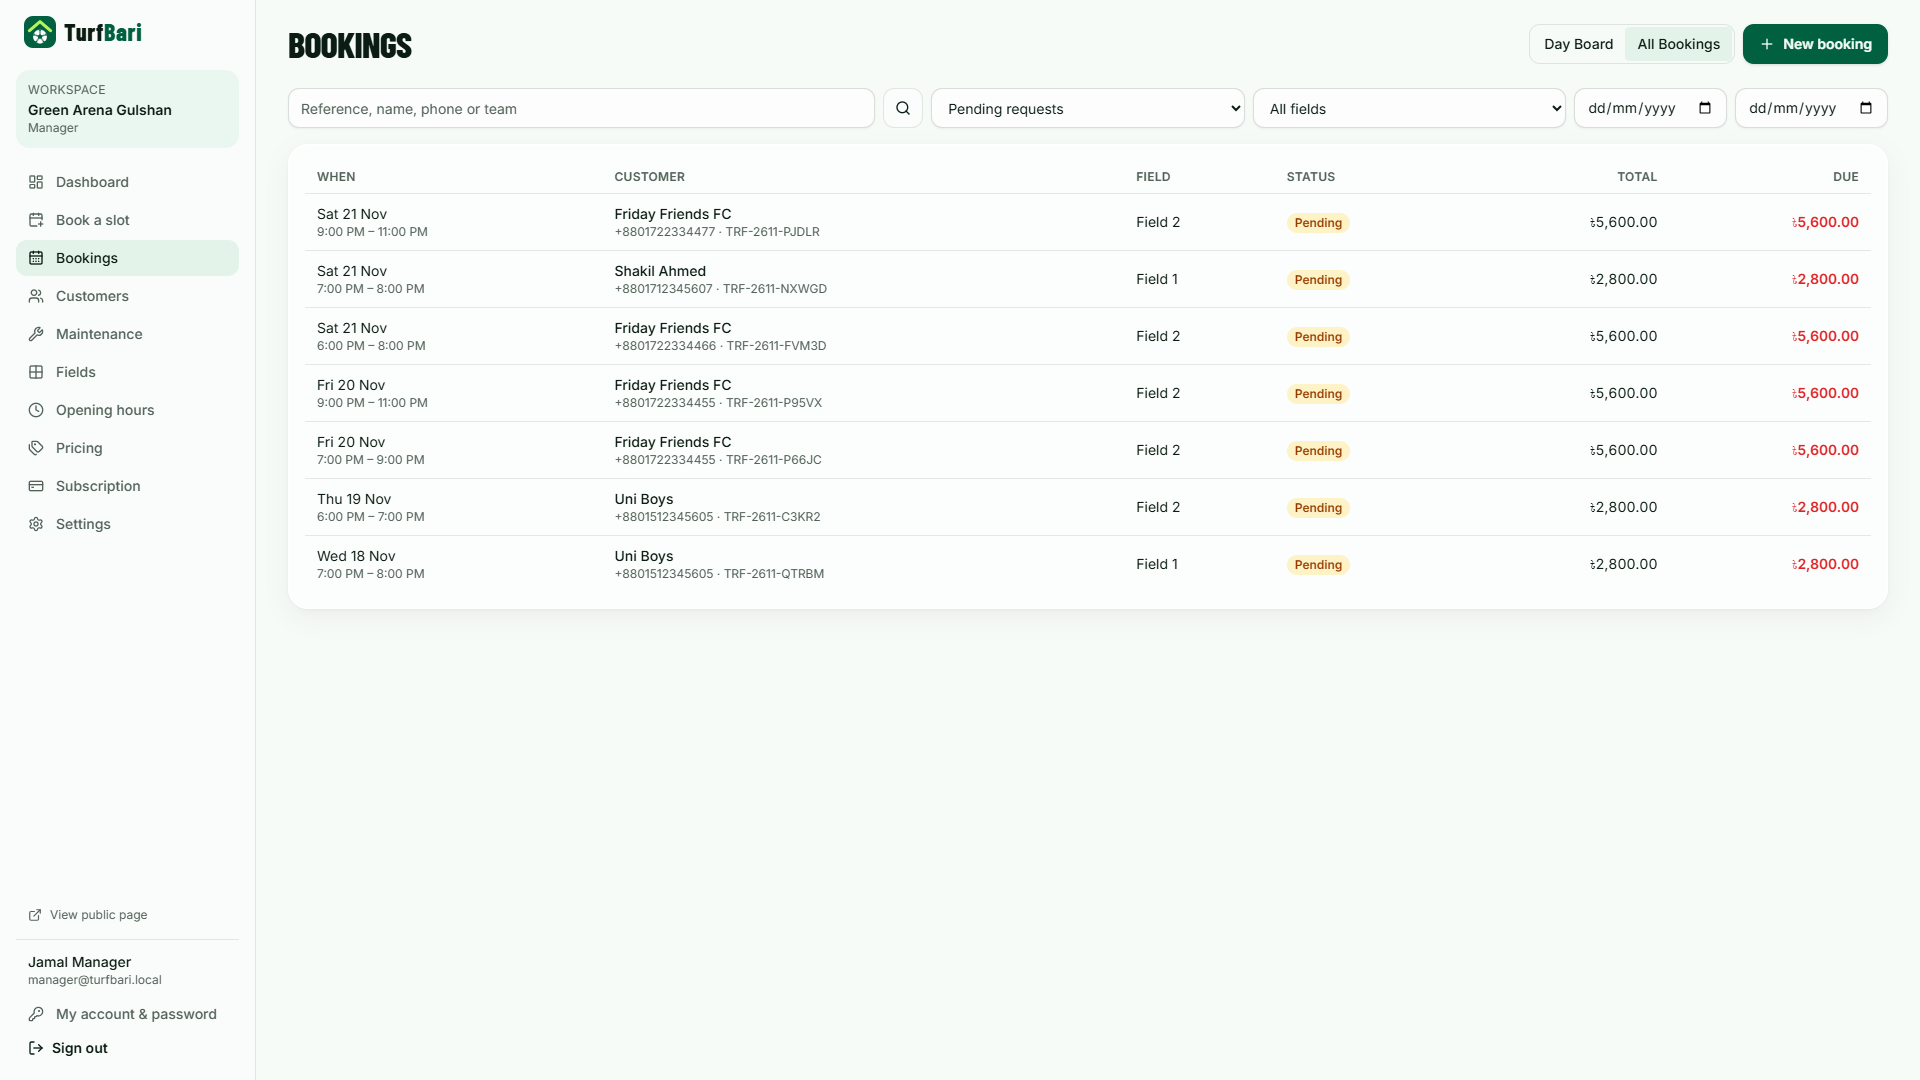 TurfBari
WORKSPACE
Green Arena Gulshan
Manager
Dashboard
Book a slot
Bookings
Customers
Maintenance
Fields
Opening hours
Pricing
Subscription
Settings
View public page
Jamal Manager
manager@turfbari.local
My account & password
Sign out
BOOKINGS
Day Board All Bookings + New booking
Reference, name, phone or team Pending requests All fields dd/mm/yyyy dd/mm/yyyy
WHEN CUSTOMER FIELD STATUS TOTAL DUE
Sat 21 Nov Friday Friends FC Field 2 Pending ৳5,600.00 ৳5,600.00
9:00 PM – 11:00 PM +8801722334477 · TRF-2611-PJDLR
Sat 21 Nov Shakil Ahmed Field 1 Pending ৳2,800.00 ৳2,800.00
7:00 PM – 8:00 PM +8801712345607 · TRF-2611-NXWGD
Sat 21 Nov Friday Friends FC Field 2 Pending ৳5,600.00 ৳5,600.00
6:00 PM – 8:00 PM +8801722334466 · TRF-2611-FVM3D
Fri 20 Nov Friday Friends FC Field 2 Pending ৳5,600.00 ৳5,600.00
9:00 PM – 11:00 PM +8801722334455 · TRF-2611-P95VX
Fri 20 Nov Friday Friends FC Field 2 Pending ৳5,600.00 ৳5,600.00
7:00 PM – 9:00 PM +8801722334455 · TRF-2611-P66JC
Thu 19 Nov Uni Boys Field 2 Pending ৳2,800.00 ৳2,800.00
6:00 PM – 7:00 PM +8801512345605 · TRF-2611-C3KR2
Wed 18 Nov Uni Boys Field 1 Pending ৳2,800.00 ৳2,800.00
7:00 PM – 8:00 PM +8801512345605 · TRF-2611-QTRBM